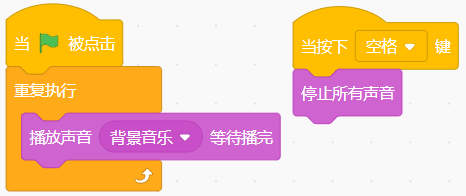 当 被点击
重复执行
播放声音 背景音乐 等待播完
当按下 空格 键
停止所有声音